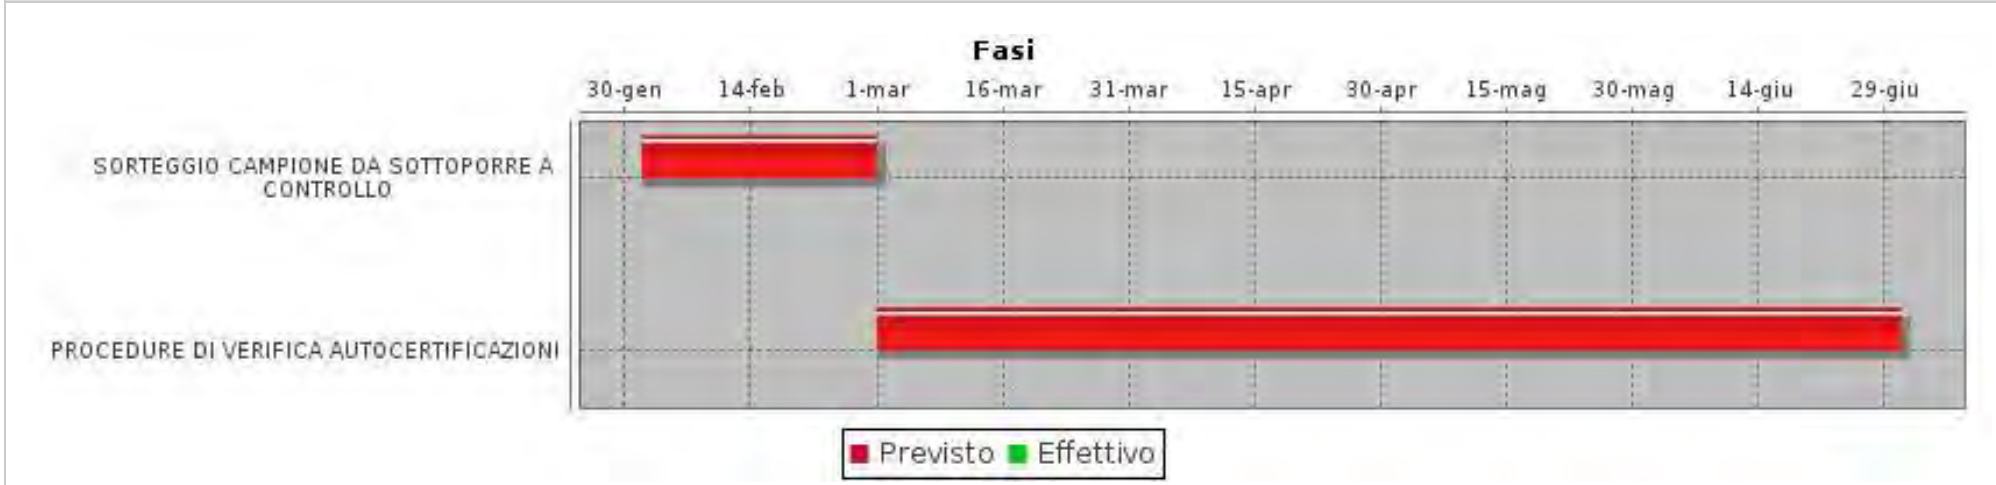 Fasi
30-gen 14-feb 1-mar 16-mar 31-mar 15-apr 30-apr 15-mag 30-mag 14-giu 29-giu
SORTEGGIO CAMPIONE DA SOTTOPORRE A
CONTROLLO
PROCEDURE DI VERIFICA AUTOCERTIFICAZIONI
Previsto Effettivo